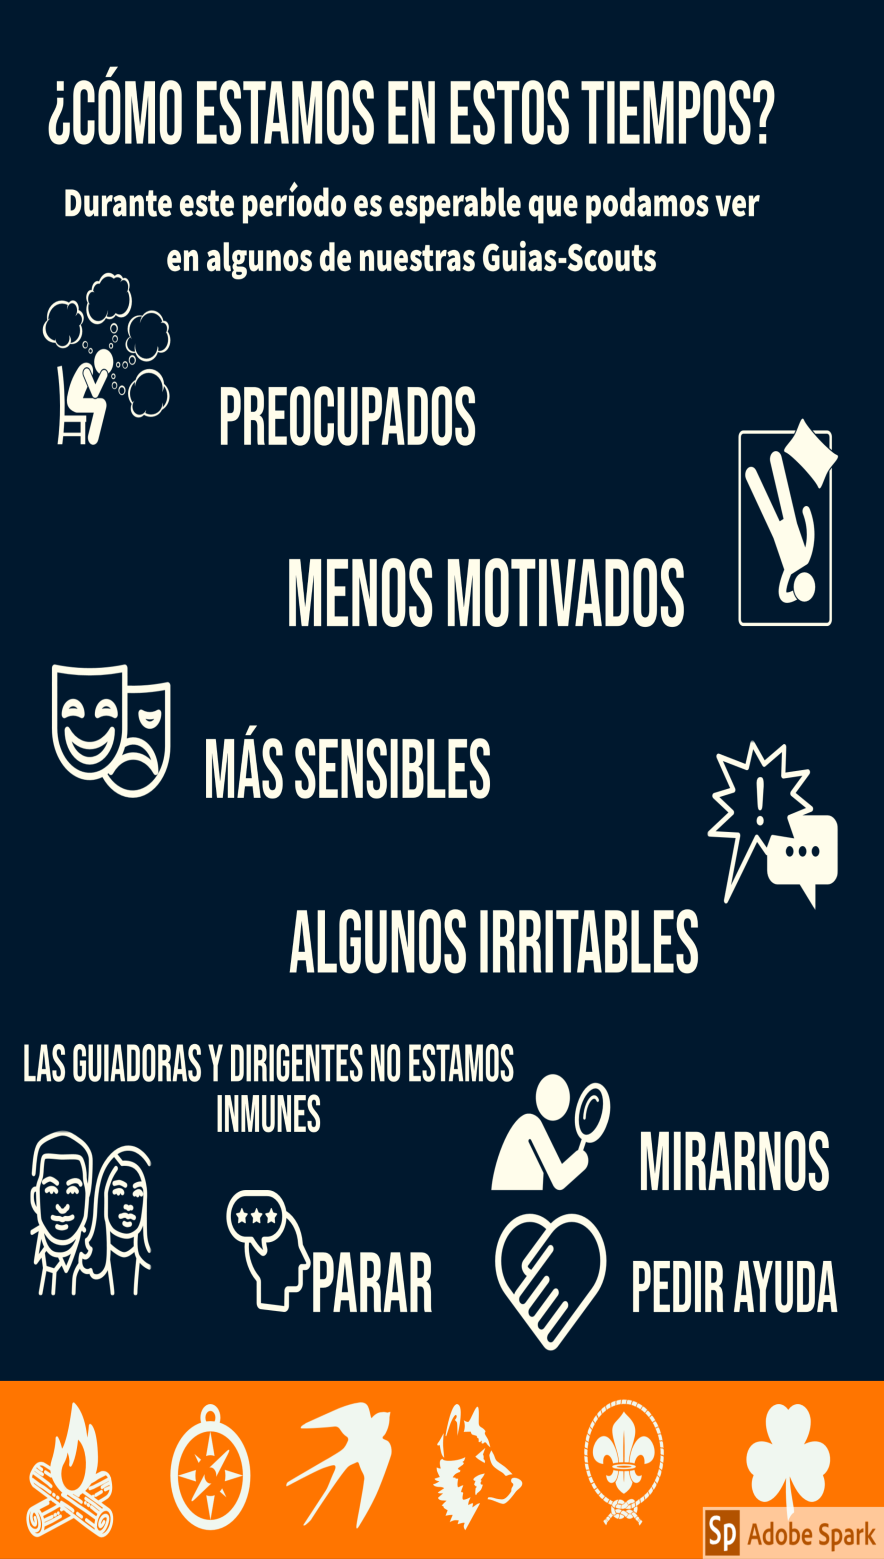 ¿CÓMO ESTAMOS EN ESTOS TIEMPOS?
Durante este período es esperable que podamos ver
en algunos de nuestras Guias-Scouts
PREOCUPADOS
MENOS MOTIVADOS
MÁS SENSIBLES
!
ALGUNOS IRRITABLES
LAS GUIADORAS Y DIRIGENTES NO ESTAMOS
INMUNES
MIRARNOS
PARAR
PEDIR AYUDA
Sp Adobe Spark